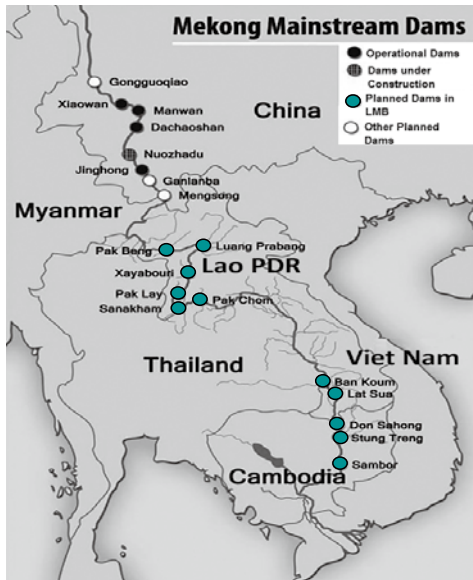 Mekong Mainstream Dams
Operational Dams
Dams under
Construction
Planned Dams in
LMB
Other Planned
Dams
Gongguoqiao
Xiaowan
Manwan
China
Dachaoshan
Nuozhadu
Jinghong
Ganlanba
Mengsong
Myanmar
Pak Beng
Luang Prabang
Xayabouri
Lao PDR
Pak Lay
Pak Chom
Sanakham
Thailand
Viet Nam
Ban Koum
Lat Sua
Don Sahong
Stung Treng
Sambor
Cambodia